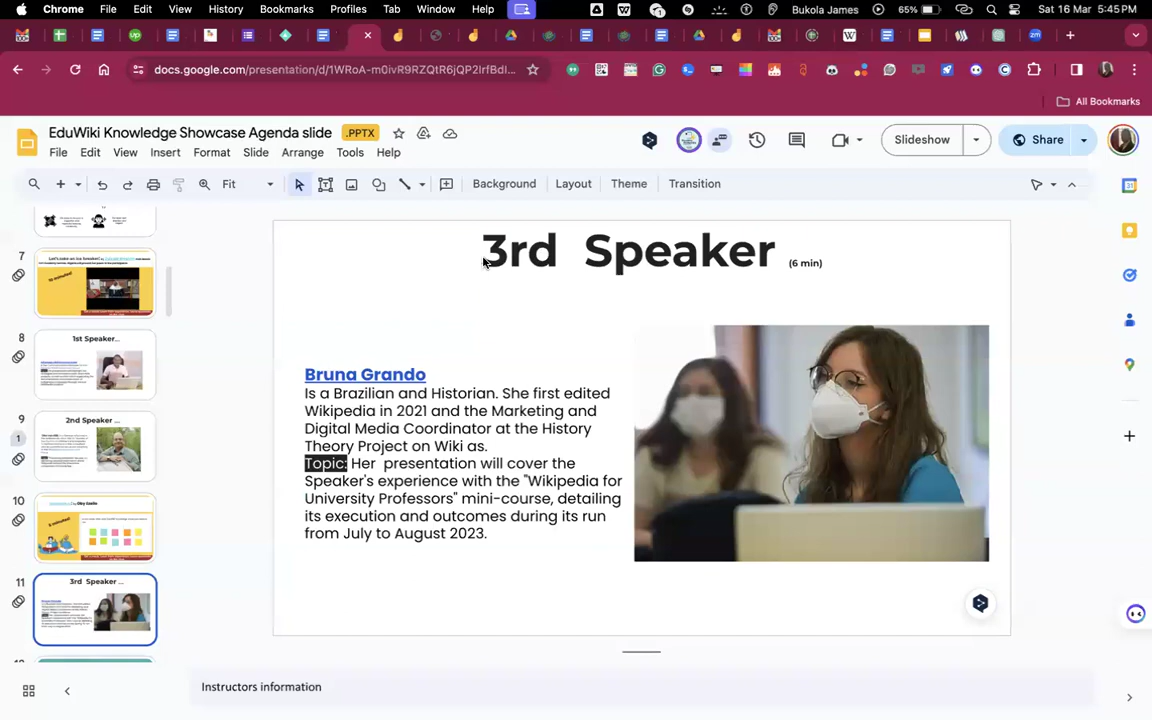 Chrome File Edit View History Bookmarks Profiles Tab Window Help
Bukola James 65% Sat 16 Mar 5:45 PM
docs.google.com/presentation/d/1WRoA-m0ivR9RZQtR6jQP2IrfBdI...
All Bookmarks
EduWiki Knowledge Showcase Agenda slide .PPTX
Slideshow Share
File Edit View Insert Format Slide Arrange Tools Help
Fit Background Layout Theme Transition
7
8
1st Speaker...
9
1
2nd Speaker ...
10
11
3rd Speaker ...
3rd Speaker (6 min)
Bruna Grando
Is a Brazilian and Historian. She first edited
Wikipedia in 2021 and the Marketing and
Digital Media Coordinator at the History
Theory Project on Wiki as.
Topic: Her presentation will cover the
Speaker's experience with the "Wikipedia for
University Professors" mini-course, detailing
its execution and outcomes during its run
from July to August 2023.
Instructors information